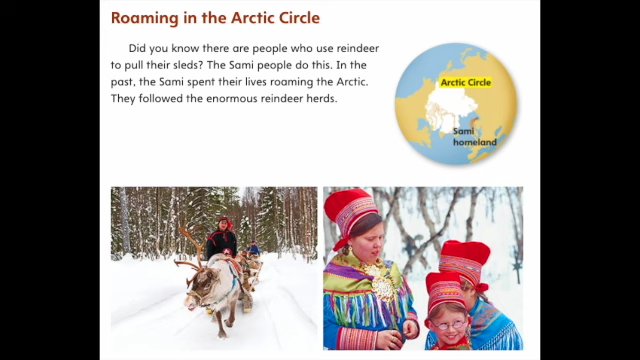 Roaming in the Arctic Circle
Did you know there are people who use reindeer
to pull their sleds? The Sami people do this. In the
past, the Sami spent their lives roaming the Arctic.
They followed the enormous reindeer herds.
Arctic Circle
Sami
homeland